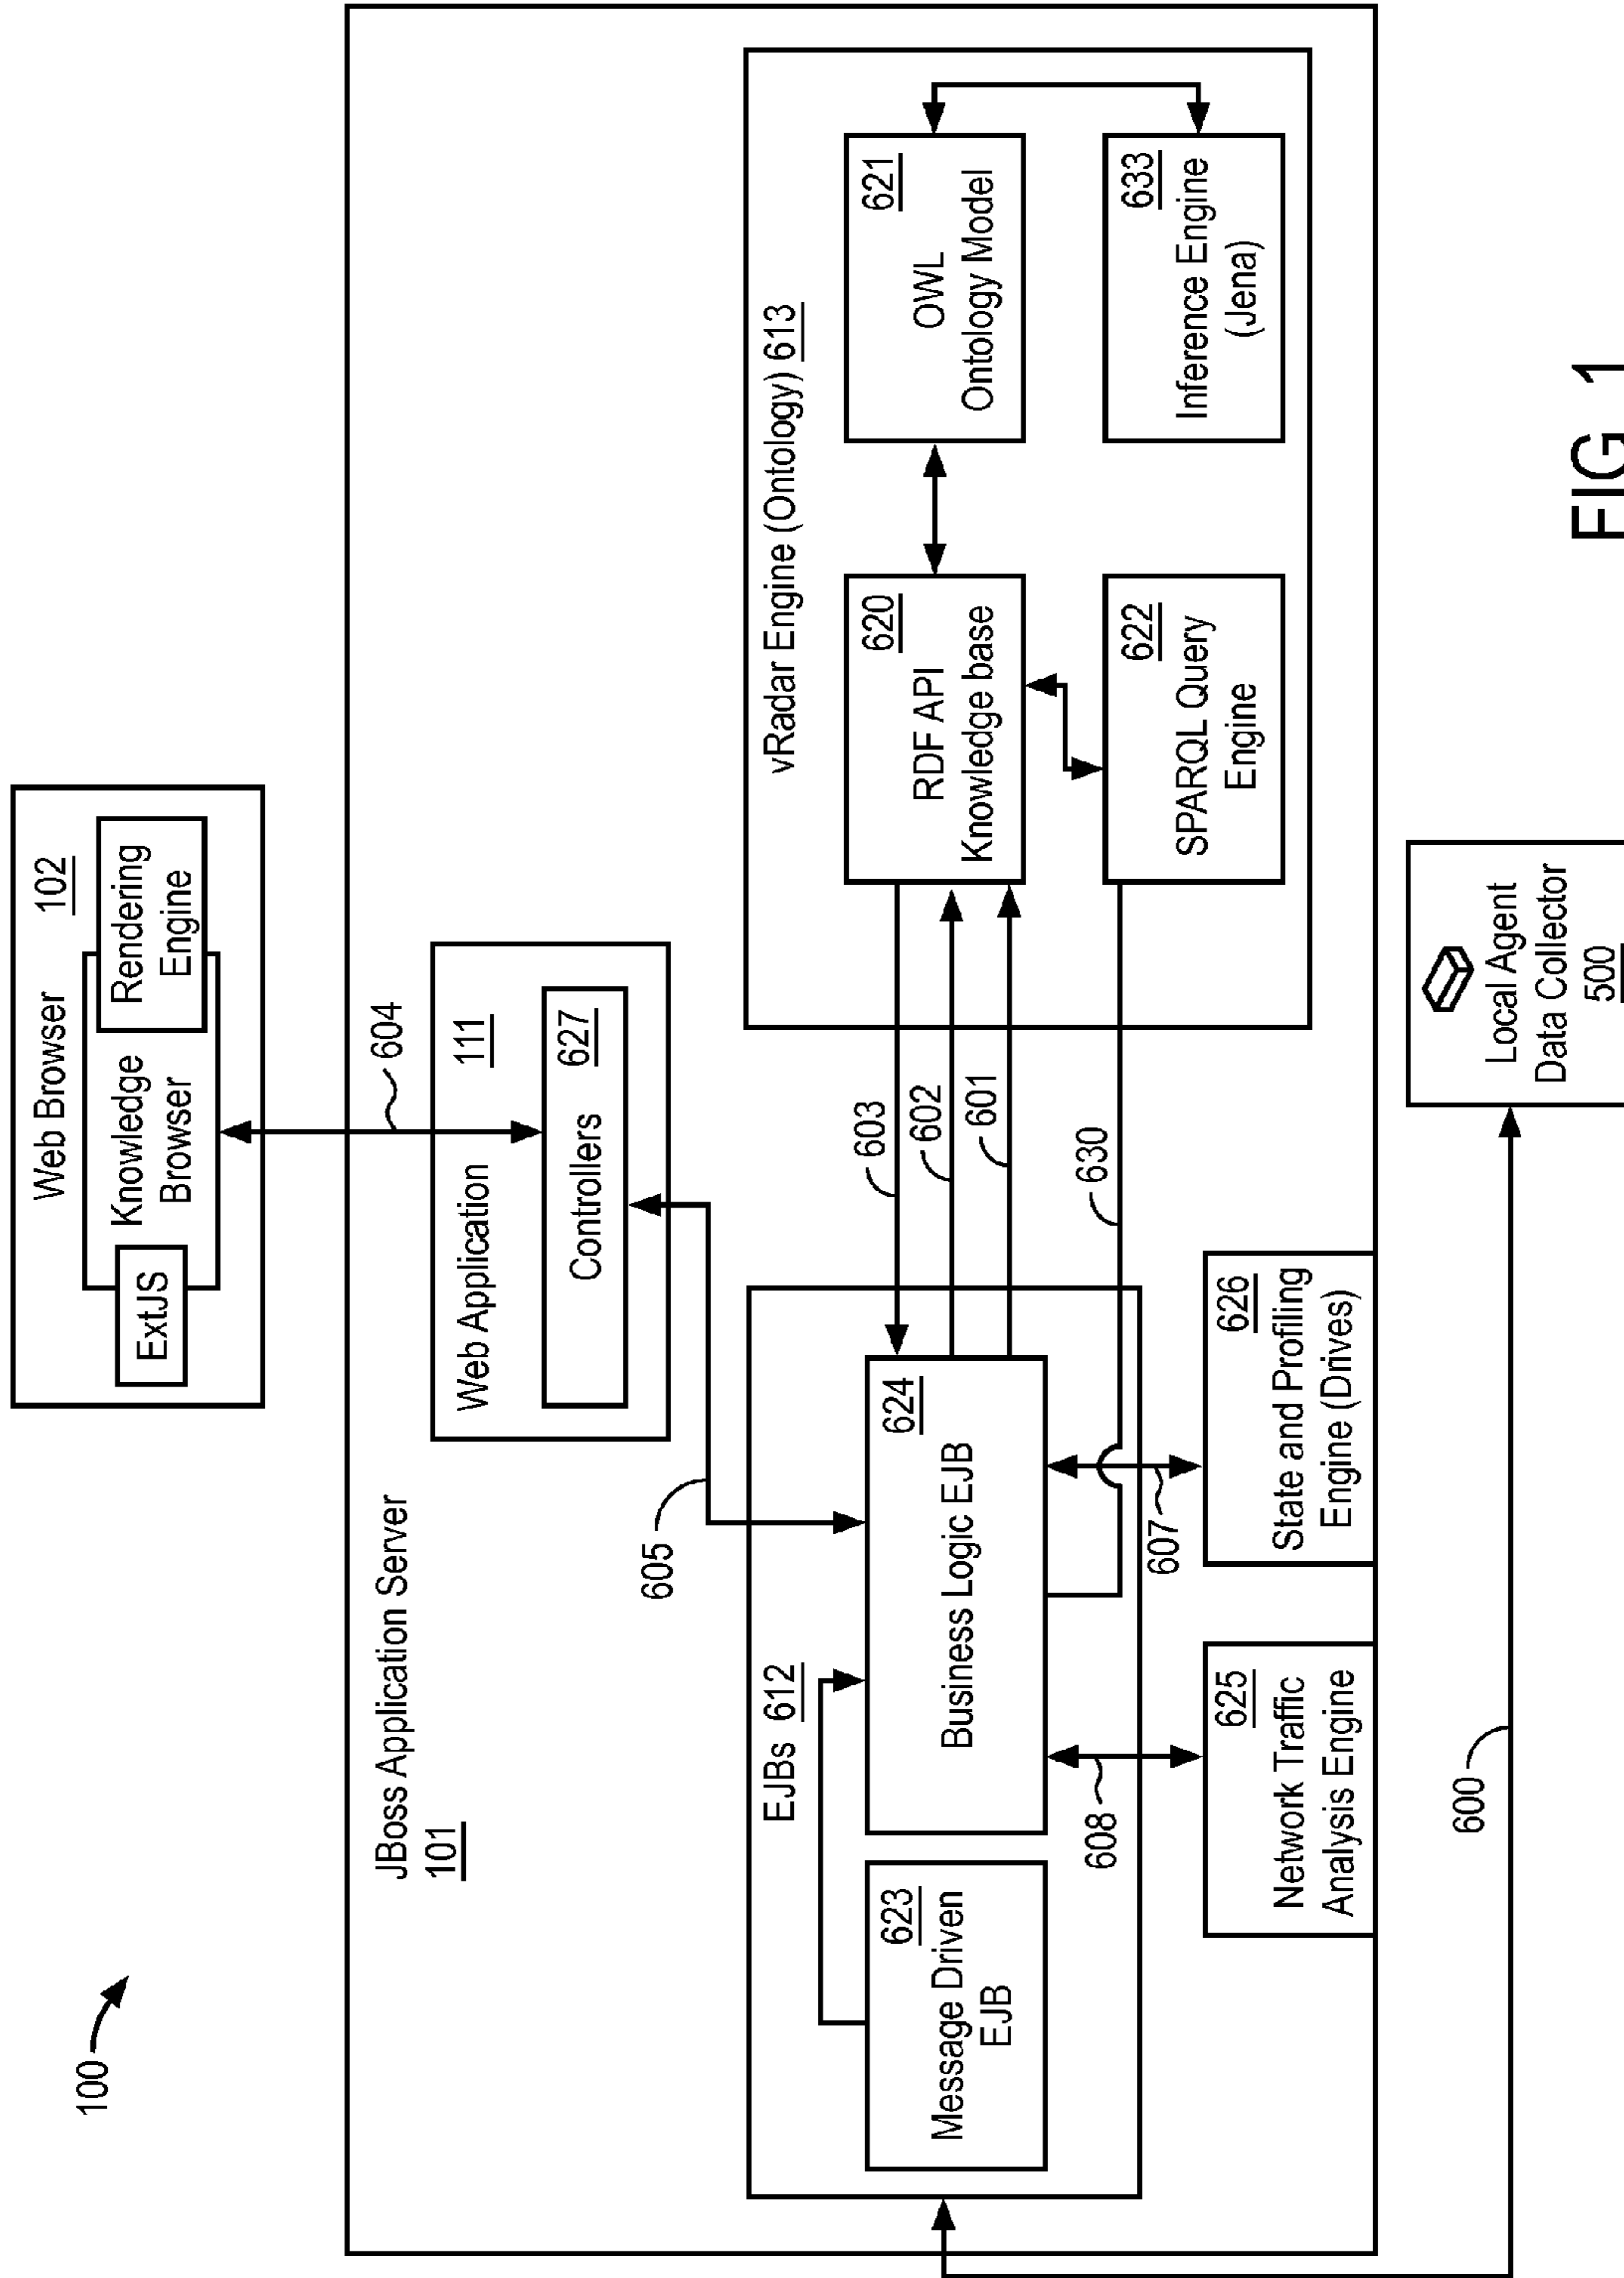 100
Web Browser
102
ExtJS
Knowledge
Browser
Rendering
Engine
604
JBoss Application Server
101
Web Application
111
Controllers
627
605
EJBs 612
623
Message Driven
EJB
624
Business Logic EJB
603
602
601
630
608
607
625
Network Traffic
Analysis Engine
626
State and Profiling
Engine (Drives)
vRadar Engine (Ontology) 613
620
RDF API
Knowledge base
621
OWL
Ontology Model
622
SPARQL Query
Engine
633
Inference Engine
(Jena)
600
Local Agent
Data Collector
500
FIG. 1